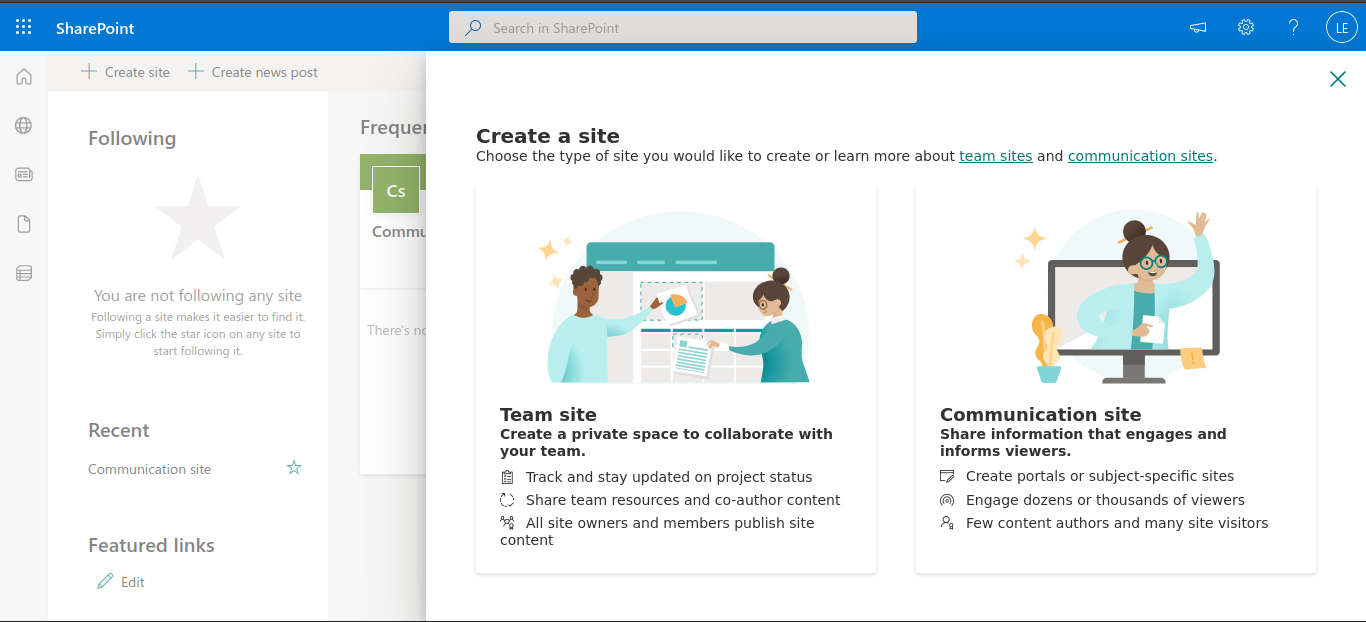 SharePoint
Search in SharePoint
LE
Create site
Create news post
Following
You are not following any site
Following a site makes it easier to find it.
Simply click the star icon on any site to
start following it.
Recent
Communication site
Featured links
Edit
Cs
Create a site
Choose the type of site you would like to create or learn more about team sites and communication sites.
Team site
Create a private space to collaborate with
your team.
Track and stay updated on project status
Share team resources and co-author content
All site owners and members publish site
content
Communication site
Share information that engages and
informs viewers.
Create portals or subject-specific sites
Engage dozens or thousands of viewers
Few content authors and many site visitors